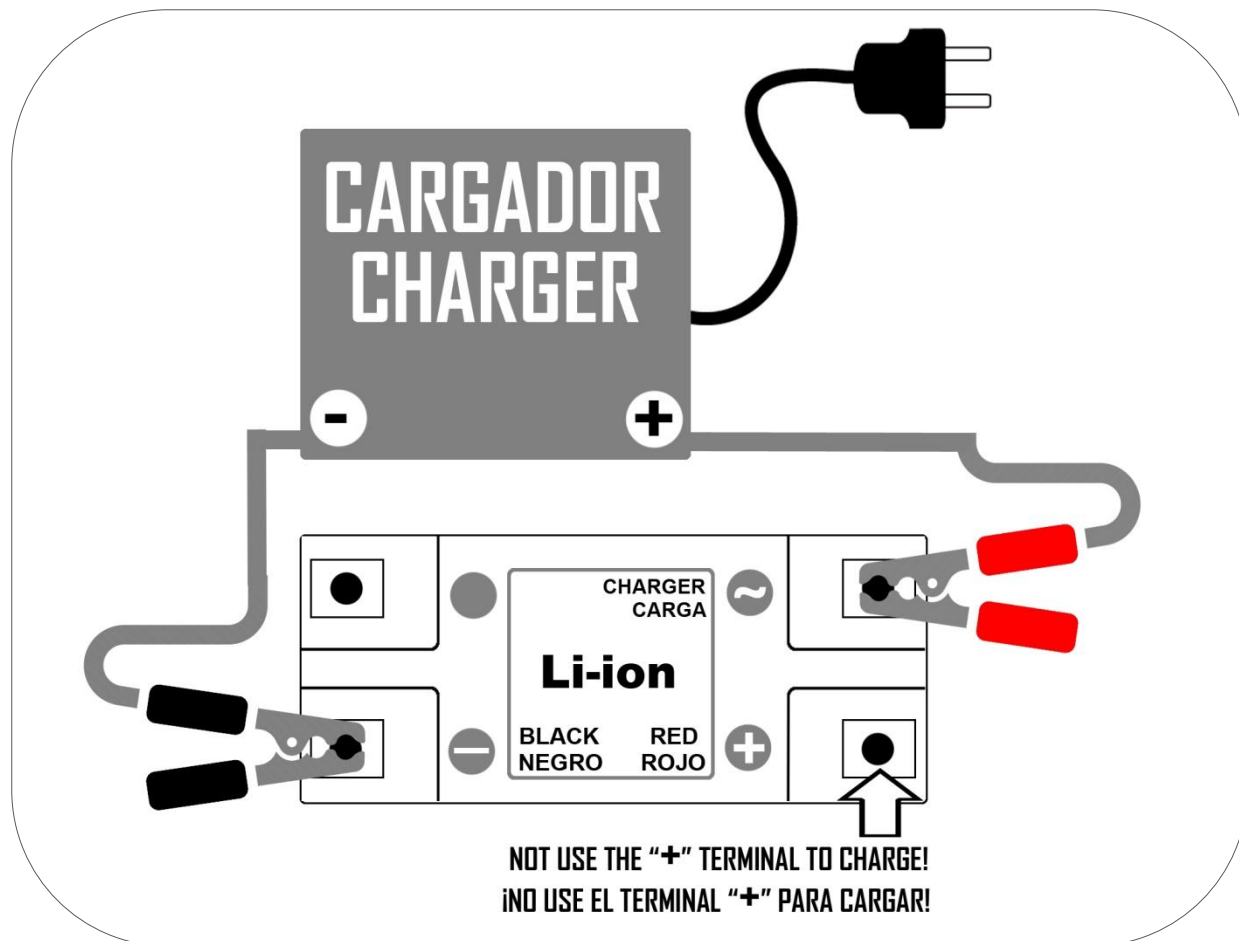 CARGADOR
CHARGER
- +
CHARGER ~
CARGA
Li-ion
− BLACK RED +
NEGRO ROJO
NOT USE THE “+” TERMINAL TO CHARGE!
¡NO USE EL TERMINAL “+” PARA CARGAR!